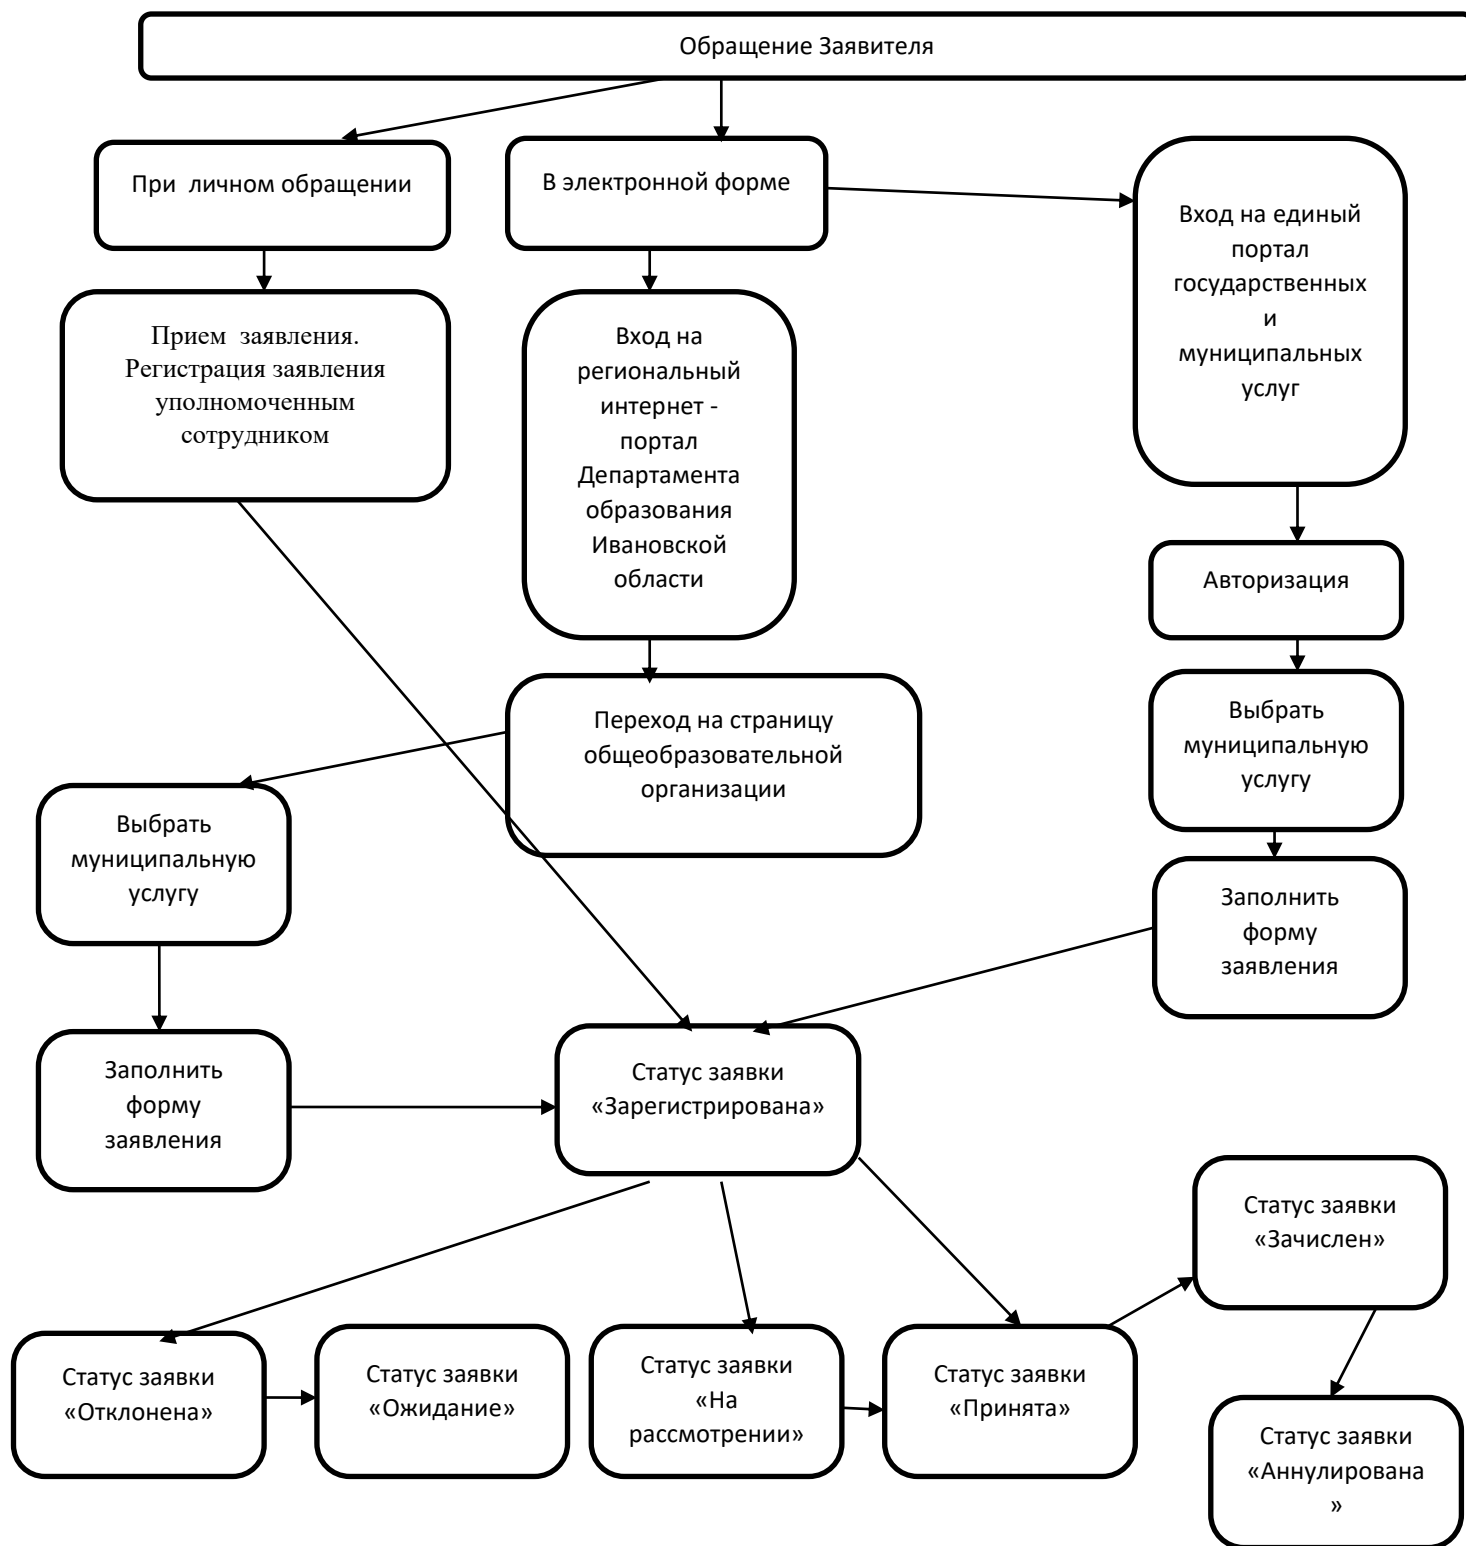 Обращение Заявителя
При личном обращении
В электронной форме
Вход на единый
портал
государственных
и
муниципальных
услуг
Прием заявления.
Регистрация заявления
уполномоченным
сотрудником
Вход на
региональный
интернет -
портал
Департамента
образования
Ивановской
области
Авторизация
Переход на страницу
общеобразовательной
организации
Выбрать
муниципальную
услугу
Выбрать
муниципальную
услугу
Заполнить
форму
заявления
Заполнить
форму
заявления
Статус заявки
«Зарегистрирована»
Статус заявки
«Зачислен»
Статус заявки
«Отклонена»
Статус заявки
«Ожидание»
Статус заявки
«На
рассмотрении»
Статус заявки
«Принята»
Статус заявки
«Аннулирована
»